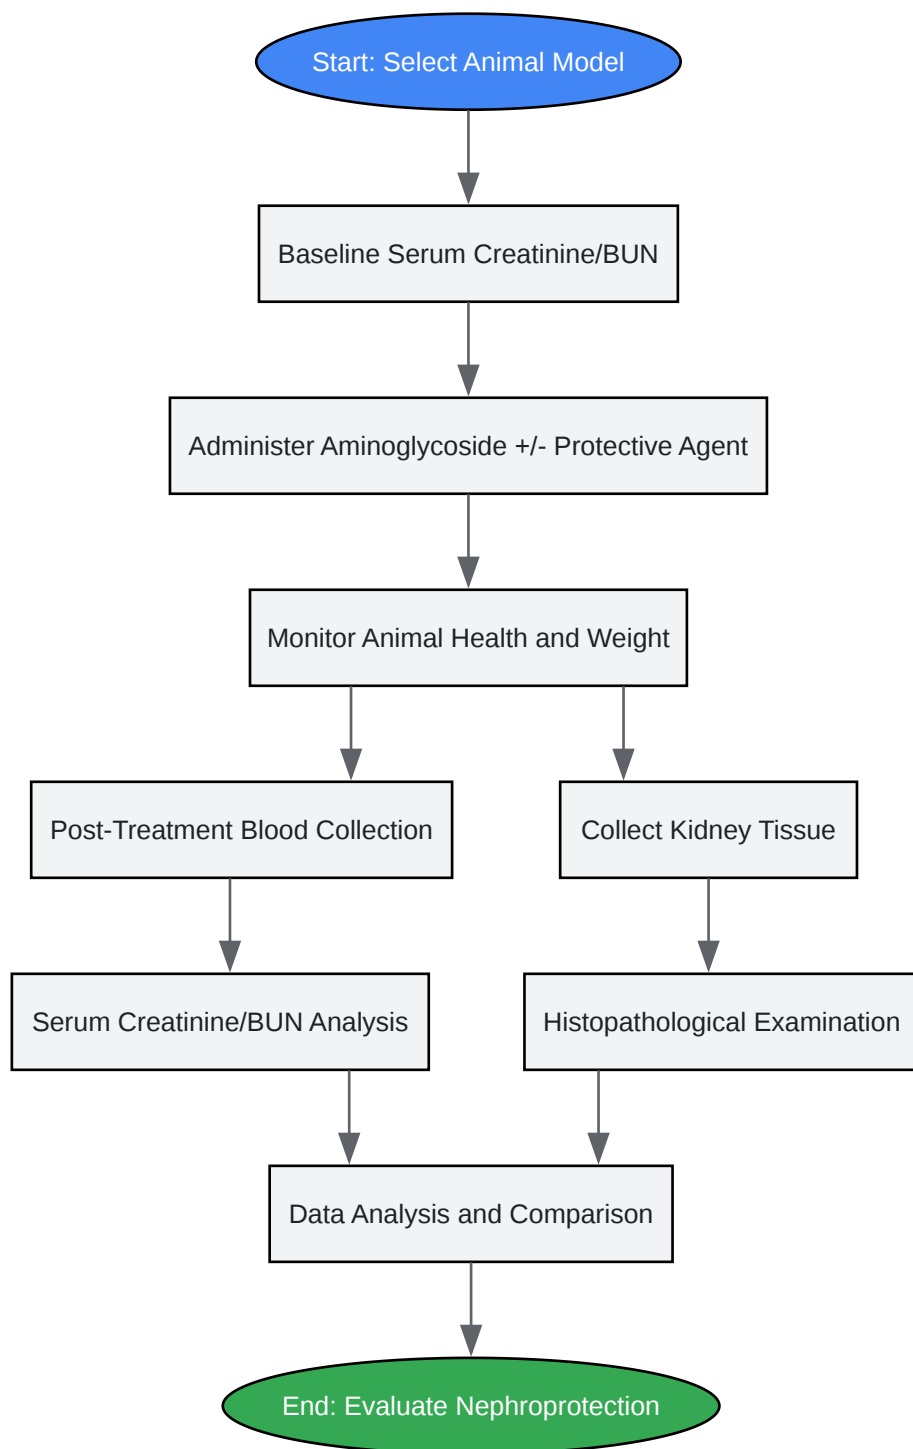 Start: Select Animal Model
Baseline Serum Creatinine/BUN
Administer Aminoglycoside +/- Protective Agent
Monitor Animal Health and Weight
Post-Treatment Blood Collection
Collect Kidney Tissue
Serum Creatinine/BUN Analysis
Histopathological Examination
Data Analysis and Comparison
End: Evaluate Nephroprotection